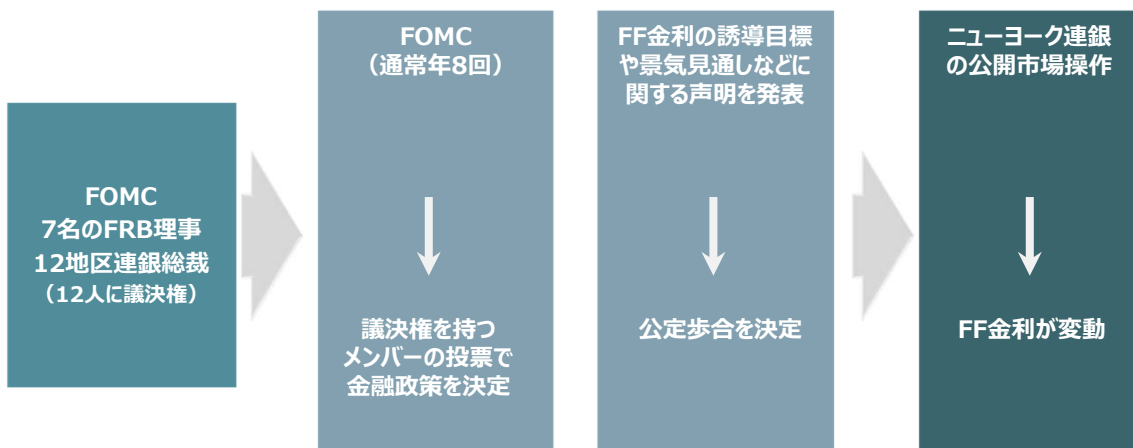 FOMC
7名のFRB理事
12地区連銀総裁
（12人に議決権）
FOMC
（通常年8回）
議決権を持つ
メンバーの投票で
金融政策を決定
FF金利の誘導目標
や景気見通しなどに
関する声明を発表
公定歩合を決定
ニューヨーク連銀
の公開市場操作
FF金利が変動